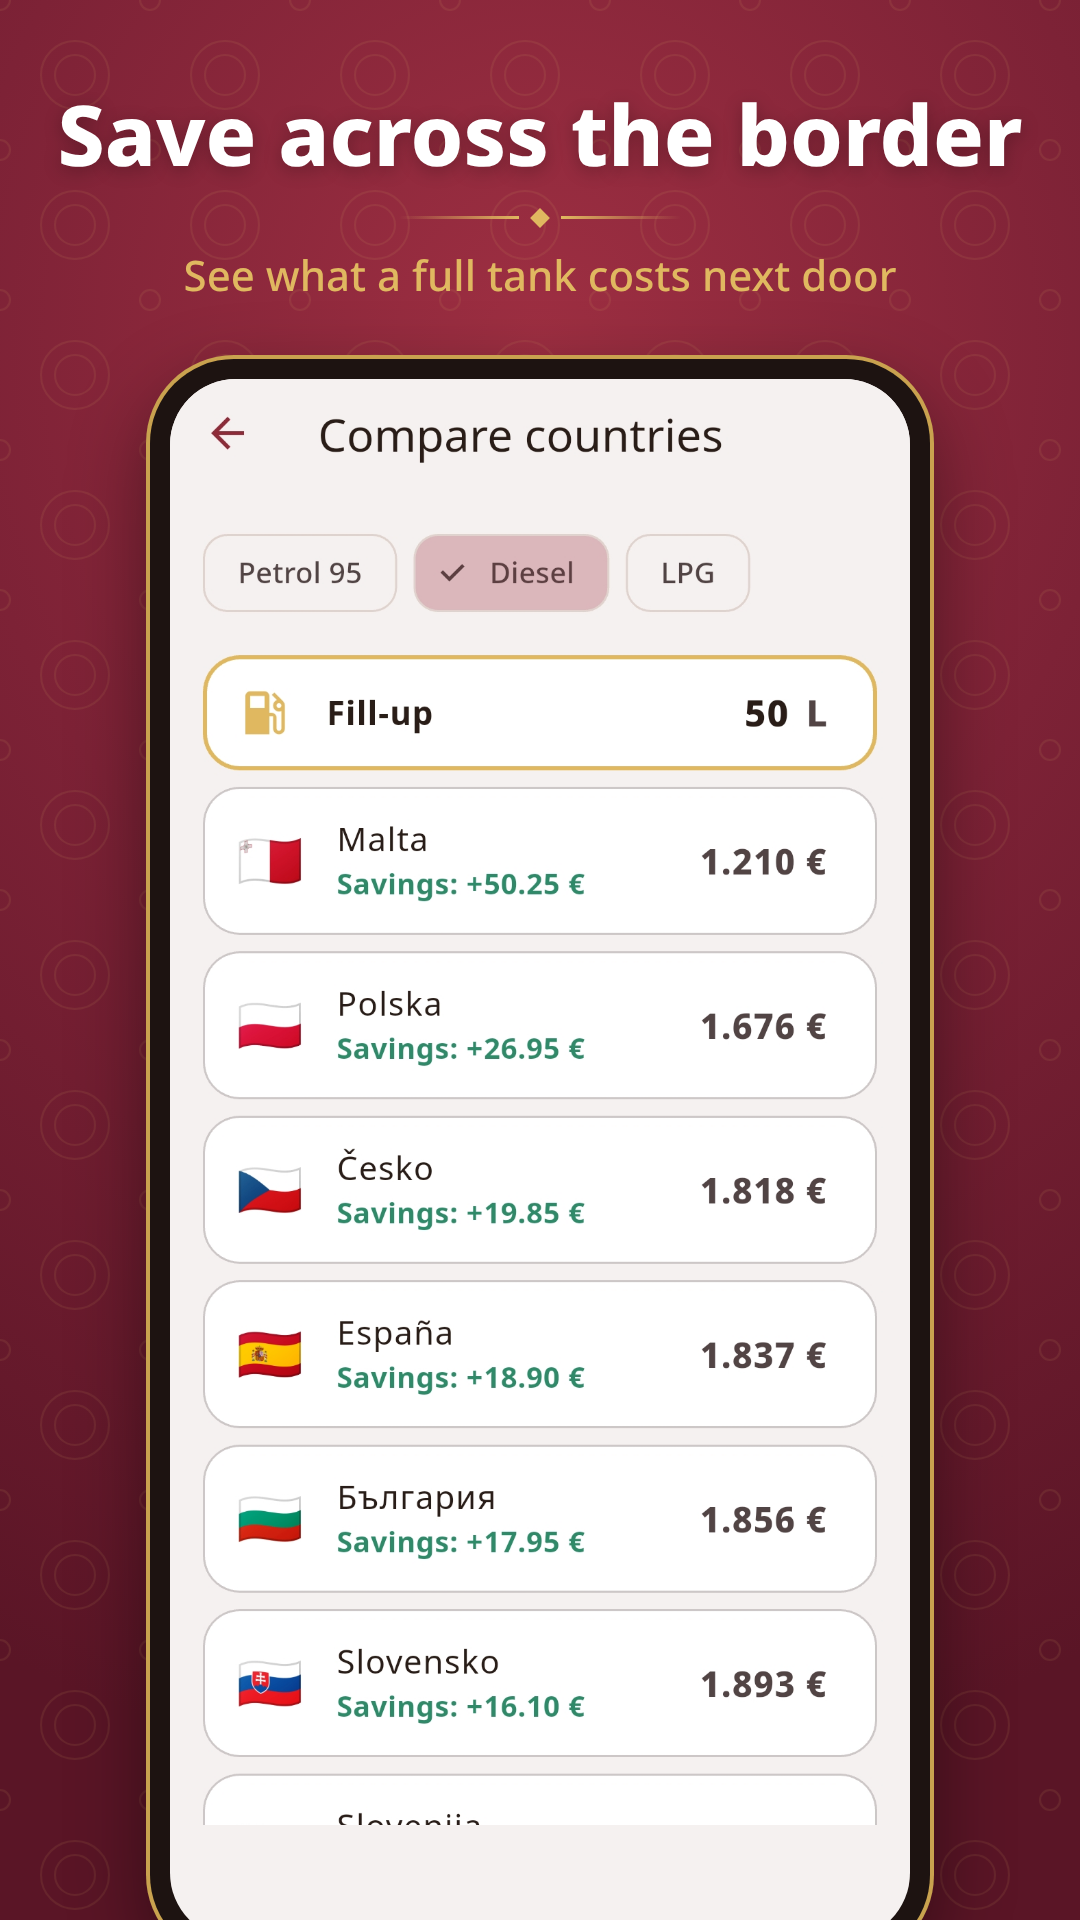 Save across the border
See what a full tank costs next door
Compare countries
Petrol 95
Diesel
LPG
Fill-up
50 L
Malta
Savings: +50.25 €
1.210 €
Polska
Savings: +26.95 €
1.676 €
Česko
Savings: +19.85 €
1.818 €
España
Savings: +18.90 €
1.837 €
България
Savings: +17.95 €
1.856 €
Slovensko
Savings: +16.10 €
1.893 €
Slovenija